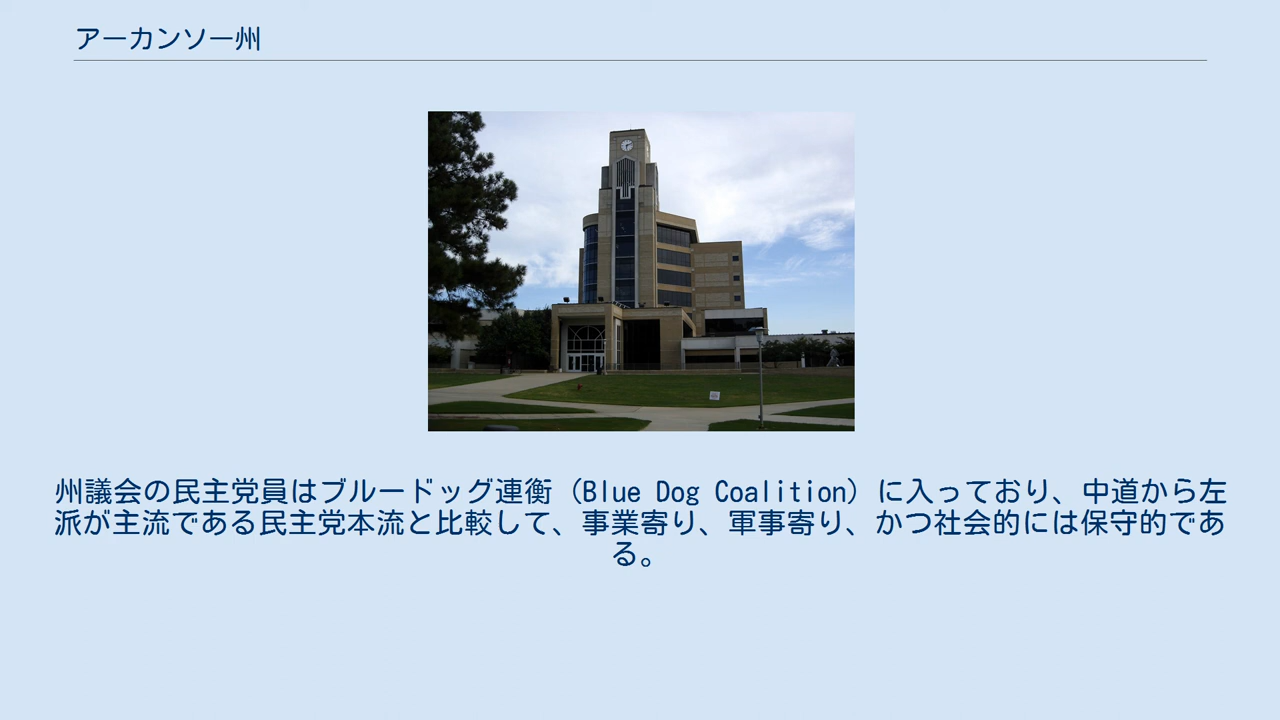 アーカンソー州
州議会の民主党員はブルードッグ連衡 (Blue Dog Coalition) に入っており、中道から左
派が主流である民主党本流と比較して、事業寄り、軍事寄り、かつ社会的には保守的であ
る。